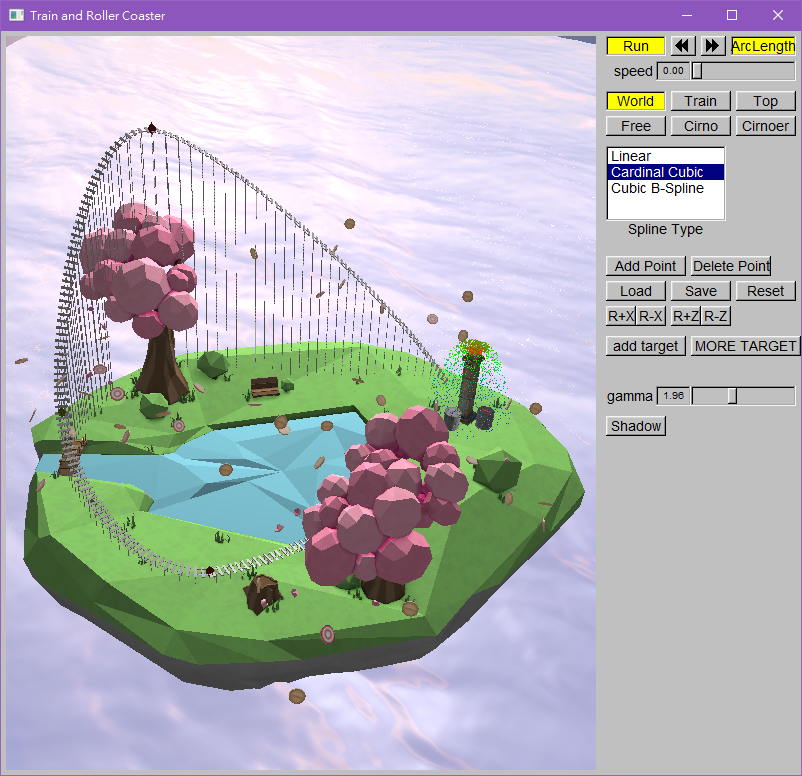 Train and Roller Coaster
Run ArcLength
speed 0.00
World Train Top
Free Cirno Cirnoer
Linear
Cardinal Cubic
Cubic B-Spline
Spline Type
Add Point Delete Point
Load Save Reset
R+X R-X R+Z R-Z
add target MORE TARGET
gamma 1.96
Shadow